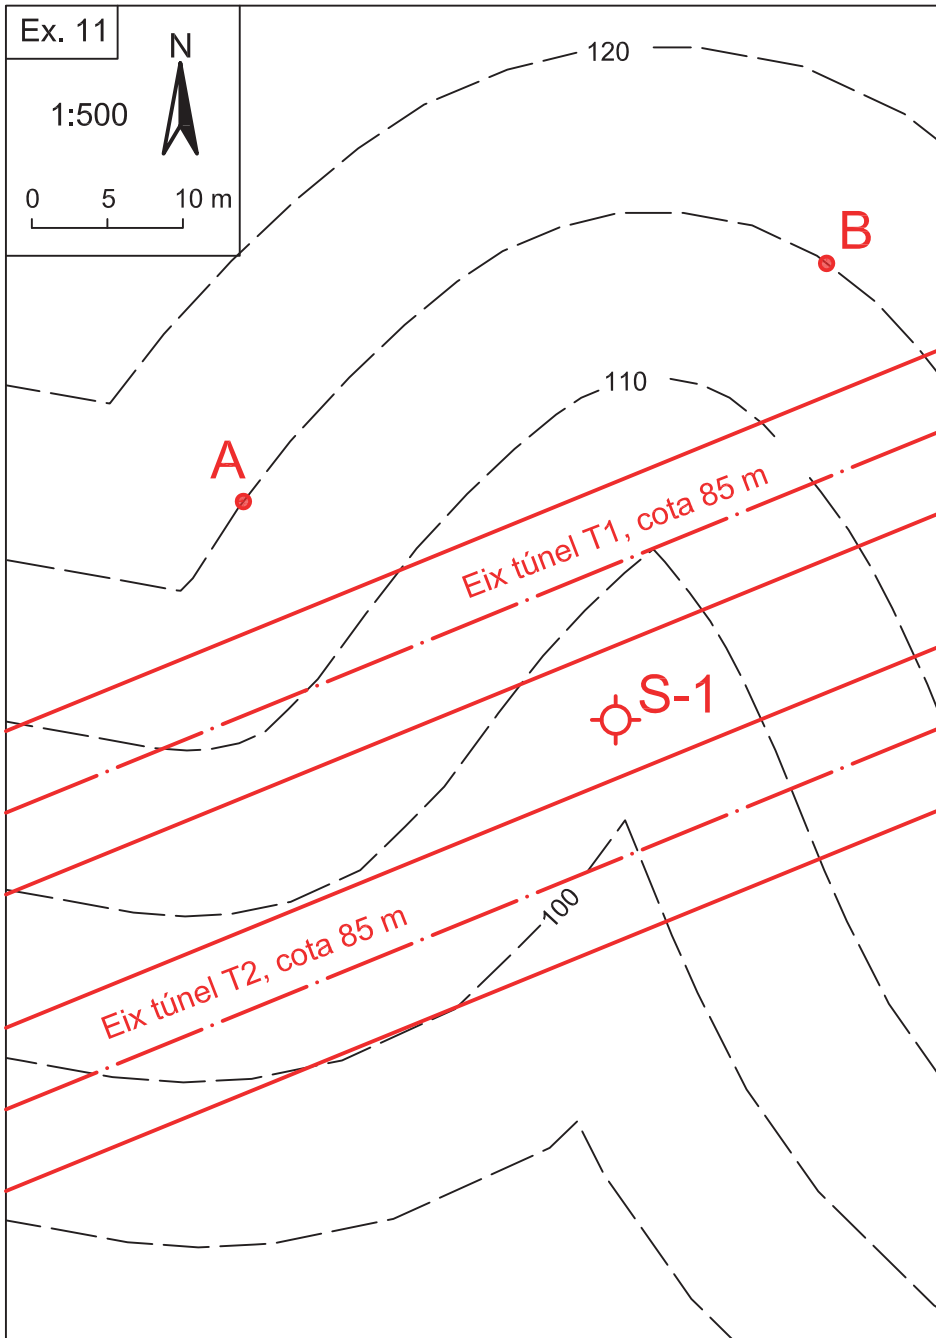 Ex. 11
N
1:500
0 5 10 m
120
B
110
A
Eix túnel T1, cota 85 m
S-1
100
Eix túnel T2, cota 85 m